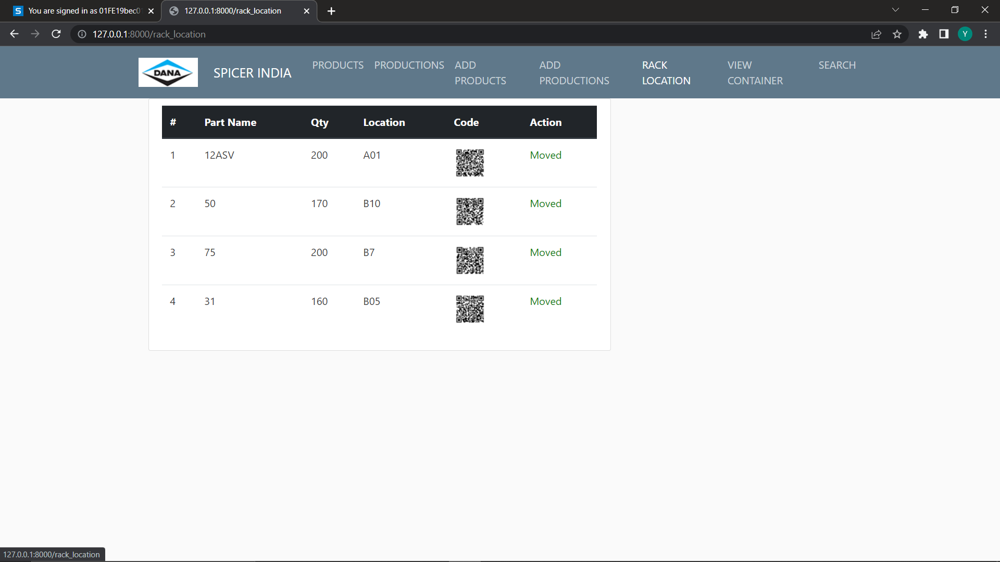 You are signed in as 01FE19bec0
127.0.0.1:8000/rack_location
127.0.0.1:8000/rack_location
Y
DANA
SPICER INDIA
PRODUCTS
PRODUCTIONS
ADD
PRODUCTS
ADD
PRODUCTIONS
RACK
LOCATION
VIEW
CONTAINER
SEARCH
# Part Name Qty Location Code Action
1 12ASV 200 A01 Moved
2 50 170 B10 Moved
3 75 200 B7 Moved
4 31 160 B05 Moved
127.0.0.1:8000/rack_location